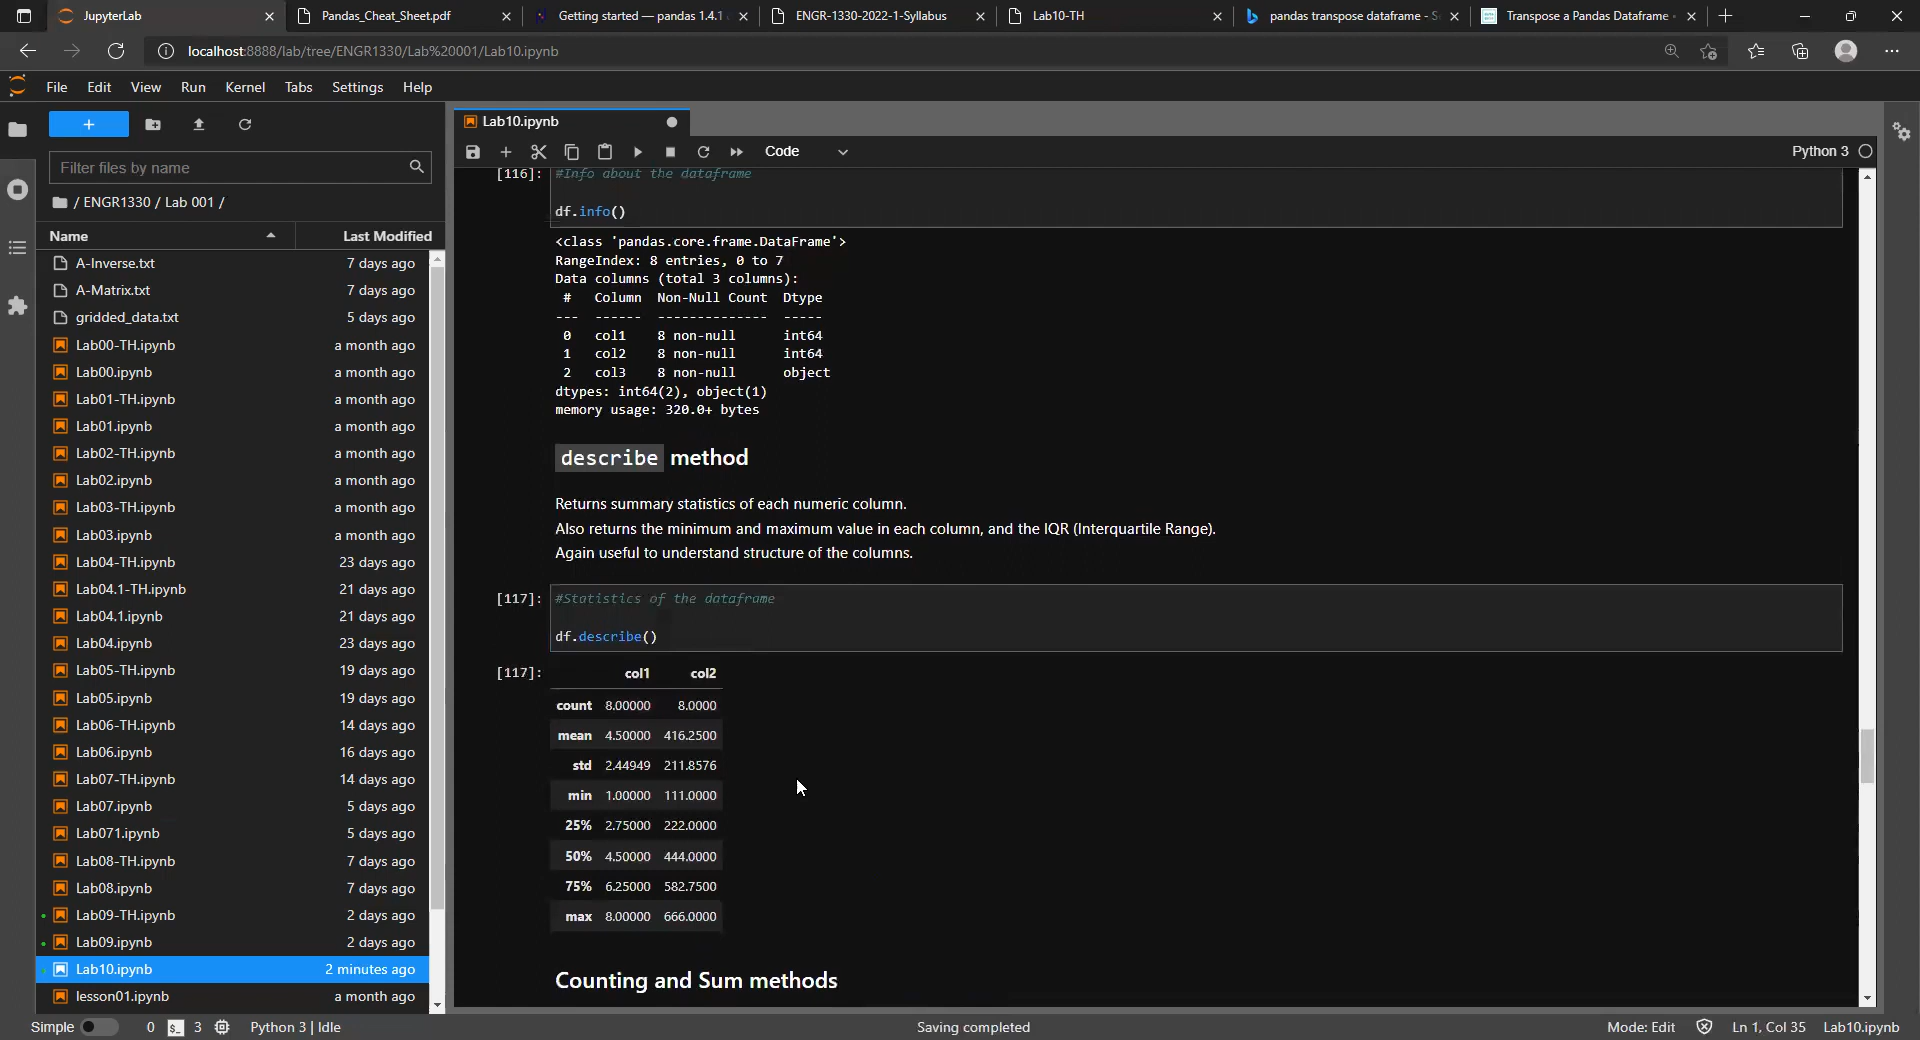 JupyterLab
Pandas_Cheat_Sheet.pdf
Getting started — pandas 1.4.1
ENGR-1330-2022-1-Syllabus
Lab10-TH
pandas transpose dataframe - S
Transpose a Pandas Dataframe
localhost:8888/lab/tree/ENGR1330/Lab%20001/Lab10.ipynb
File Edit View Run Kernel Tabs Settings Help
+
Filter files by name
/ ENGR1330 / Lab 001 /
Name Last Modified
A-Inverse.txt 7 days ago
A-Matrix.txt 7 days ago
gridded_data.txt 5 days ago
Lab00-TH.ipynb a month ago
Lab00.ipynb a month ago
Lab01-TH.ipynb a month ago
Lab01.ipynb a month ago
Lab02-TH.ipynb a month ago
Lab02.ipynb a month ago
Lab03-TH.ipynb a month ago
Lab03.ipynb a month ago
Lab04-TH.ipynb 23 days ago
Lab04.1-TH.ipynb 21 days ago
Lab04.1.ipynb 21 days ago
Lab04.ipynb 23 days ago
Lab05-TH.ipynb 19 days ago
Lab05.ipynb 19 days ago
Lab06-TH.ipynb 14 days ago
Lab06.ipynb 16 days ago
Lab07-TH.ipynb 14 days ago
Lab07.ipynb 5 days ago
Lab071.ipynb 5 days ago
Lab08-TH.ipynb 7 days ago
Lab08.ipynb 7 days ago
Lab09-TH.ipynb 2 days ago
Lab09.ipynb 2 days ago
Lab10.ipynb 2 minutes ago
lesson01.ipynb a month ago
Lab10.ipynb
Code
Python 3
[116]: #Info about the dataframe
df.info()
<class 'pandas.core.frame.DataFrame'>
RangeIndex: 8 entries, 0 to 7
Data columns (total 3 columns):
# Column Non-Null Count Dtype
--- ------ -------------- -----
0 col1 8 non-null int64
1 col2 8 non-null int64
2 col3 8 non-null object
dtypes: int64(2), object(1)
memory usage: 320.0+ bytes
describe method
Returns summary statistics of each numeric column.
Also returns the minimum and maximum value in each column, and the IQR (Interquartile Range).
Again useful to understand structure of the columns.
[117]: #Statistics of the dataframe
df.describe()
[117]: col1 col2
count 8.00000 8.0000
mean 4.50000 416.2500
std 2.44949 211.8576
min 1.00000 111.0000
25% 2.75000 222.0000
50% 4.50000 444.0000
75% 6.25000 582.7500
max 8.00000 666.0000
Counting and Sum methods
Simple 0 3 Python 3 | Idle Saving completed Mode: Edit Ln 1, Col 35 Lab10.ipynb